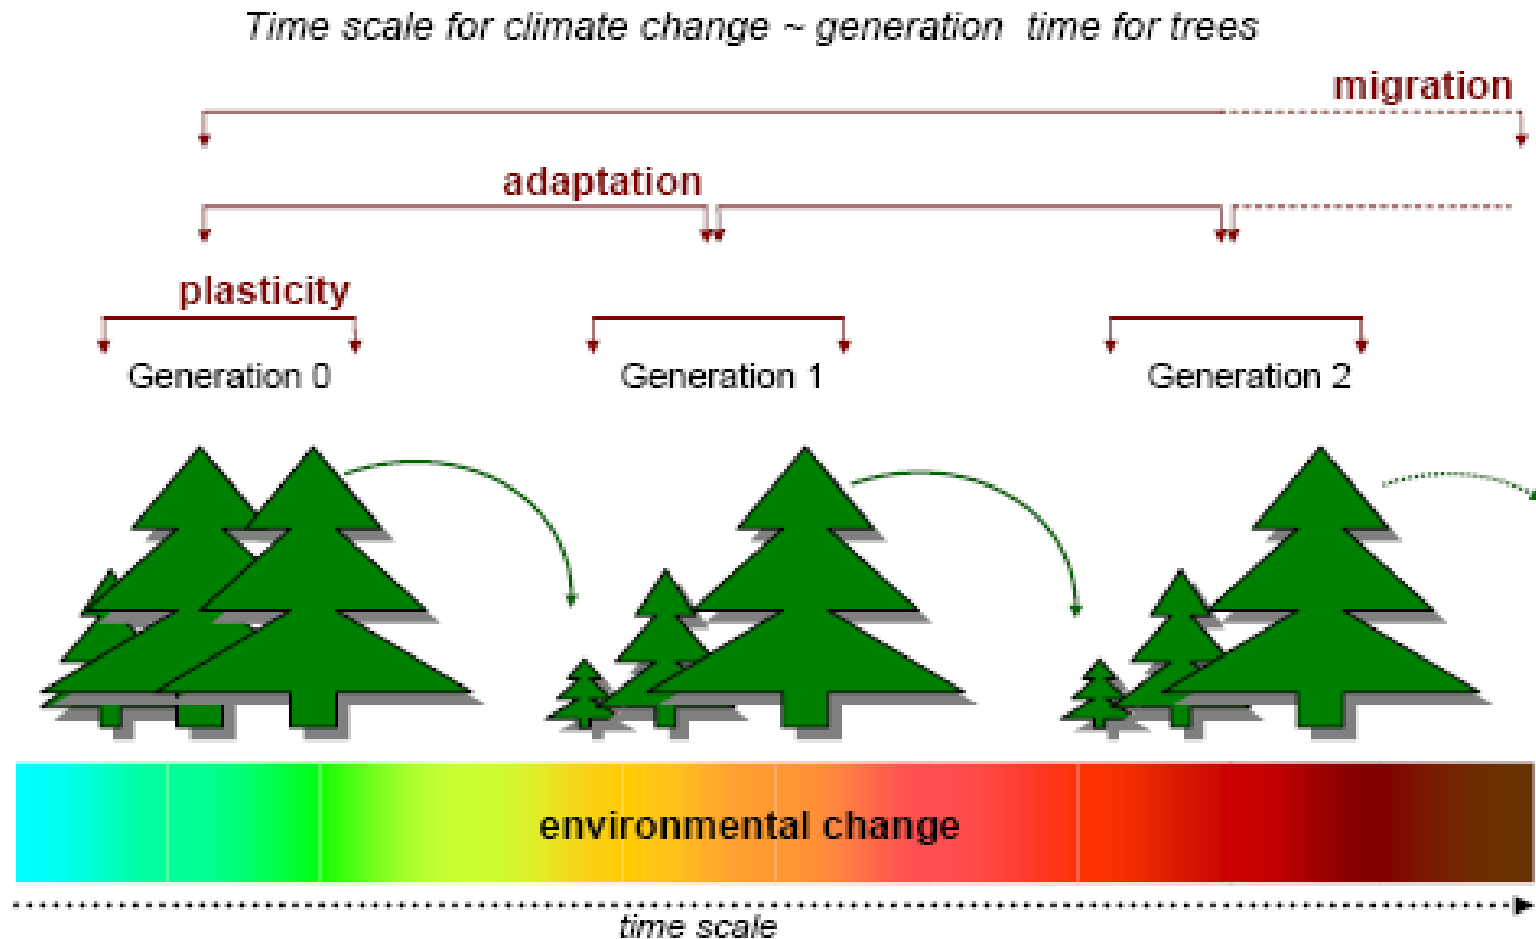 Time scale for climate change ~ generation time for trees
migration
adaptation
plasticity
Generation 0
Generation 1
Generation 2
environmental change
time scale